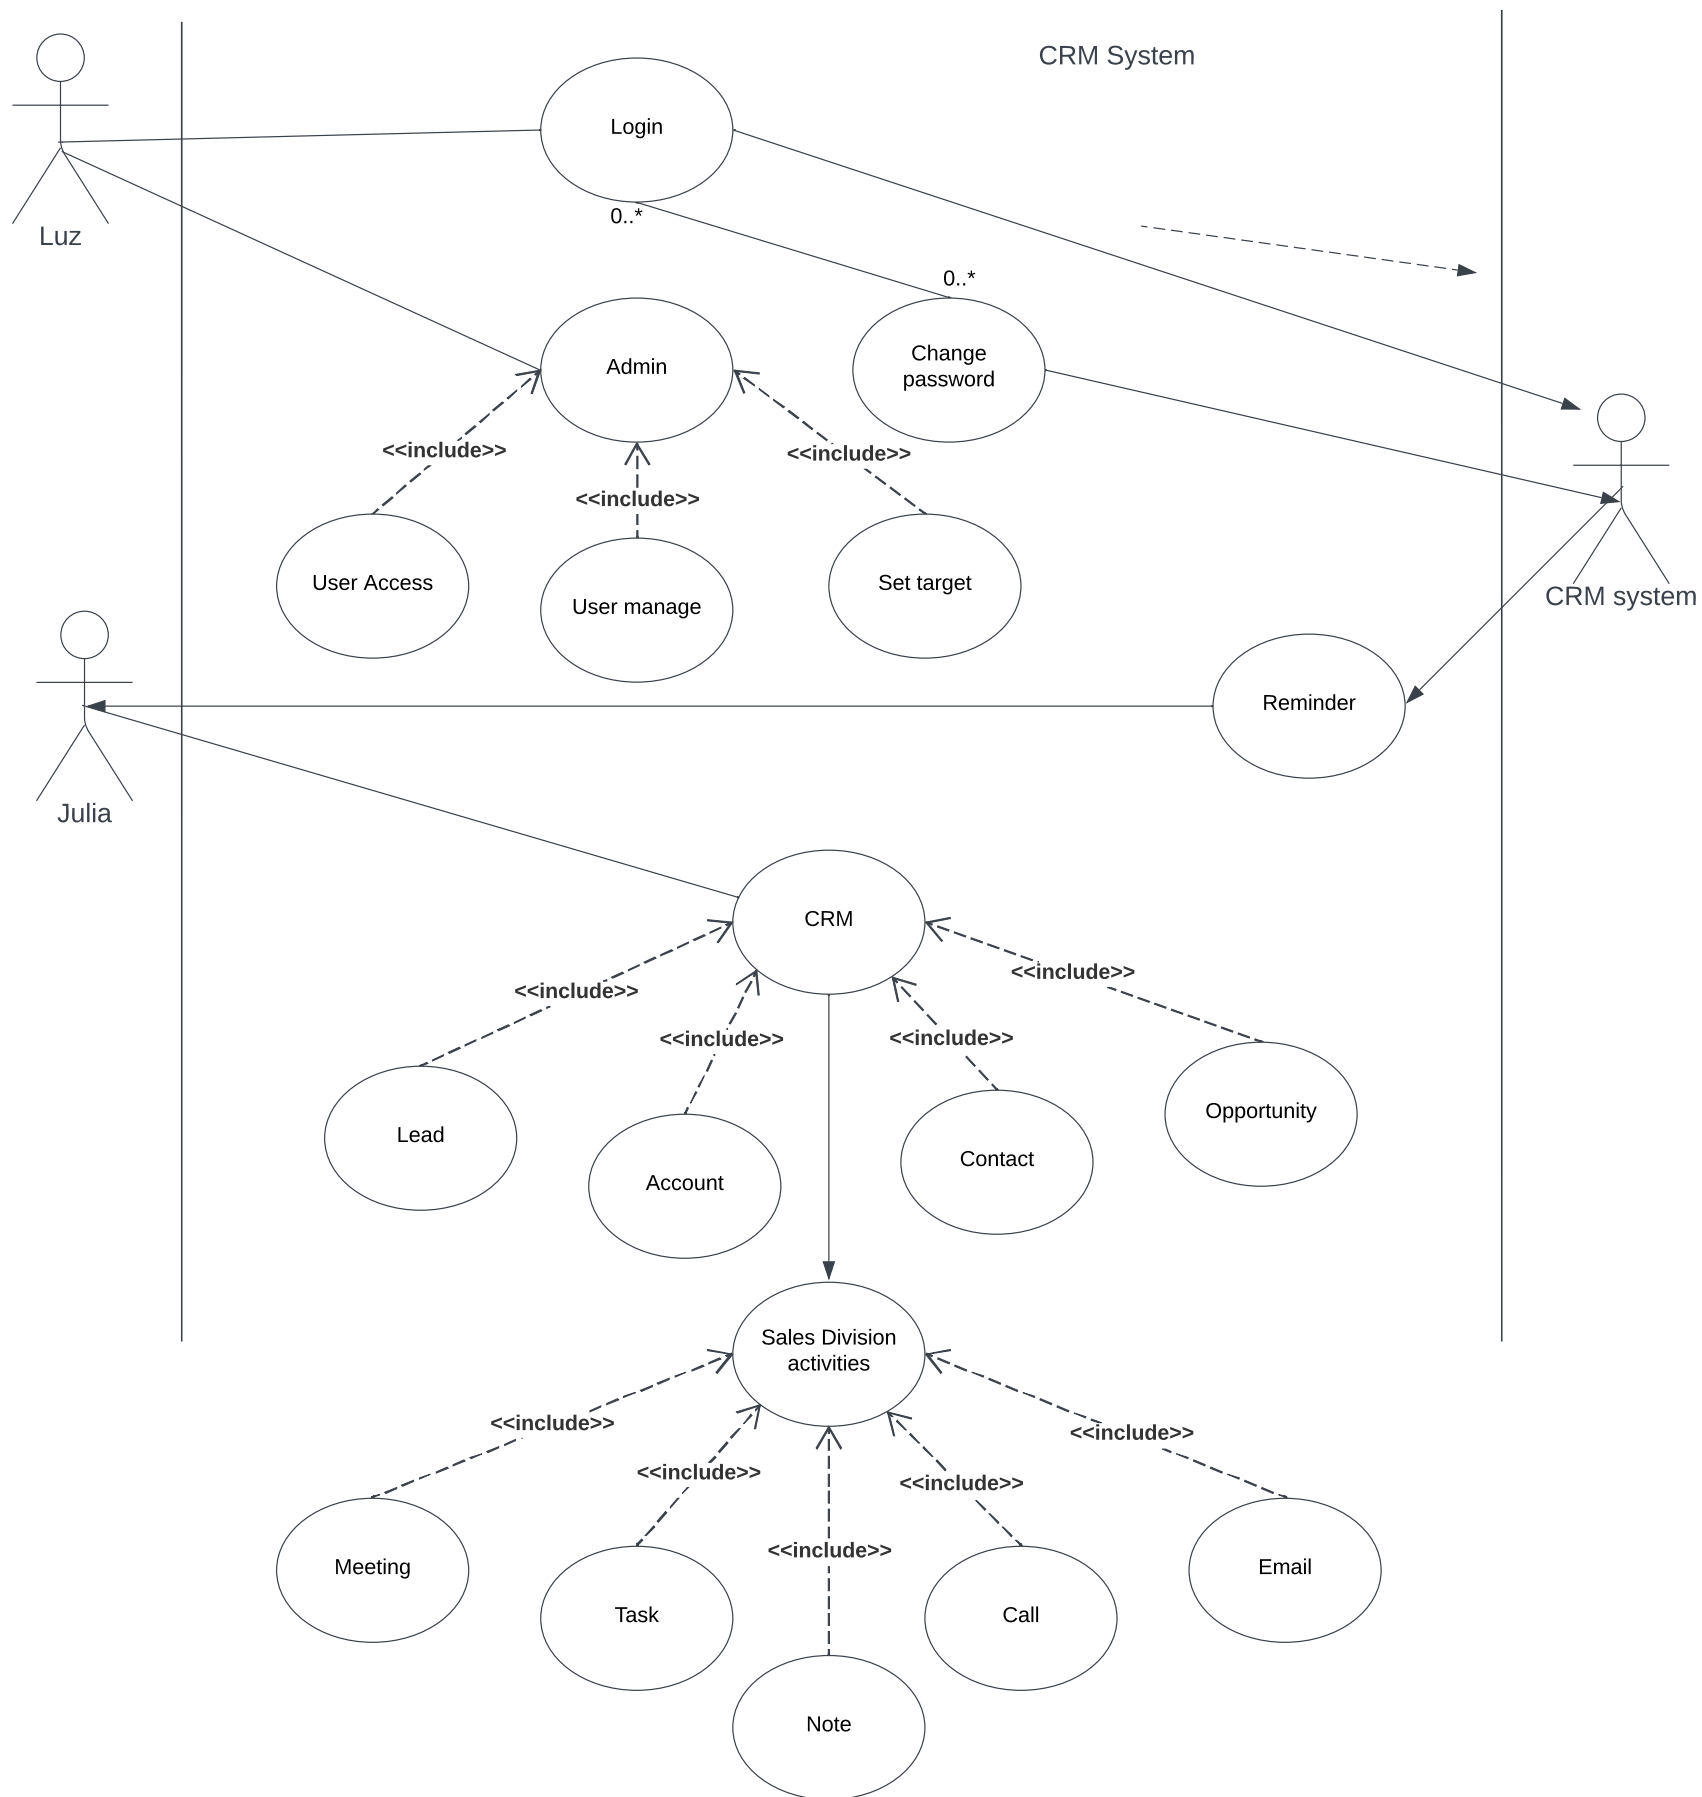 CRM System
Login
0..*
Luz
0..*
Change
password
Admin
<<include>>
<<include>>
<<include>>
User Access
User manage
Set target
CRM system
Reminder
Julia
CRM
<<include>>
<<include>>
<<include>>
<<include>>
Lead
Account
Contact
Opportunity
Sales Division
activities
<<include>>
<<include>>
<<include>>
<<include>>
<<include>>
Meeting
Task
Note
Call
Email